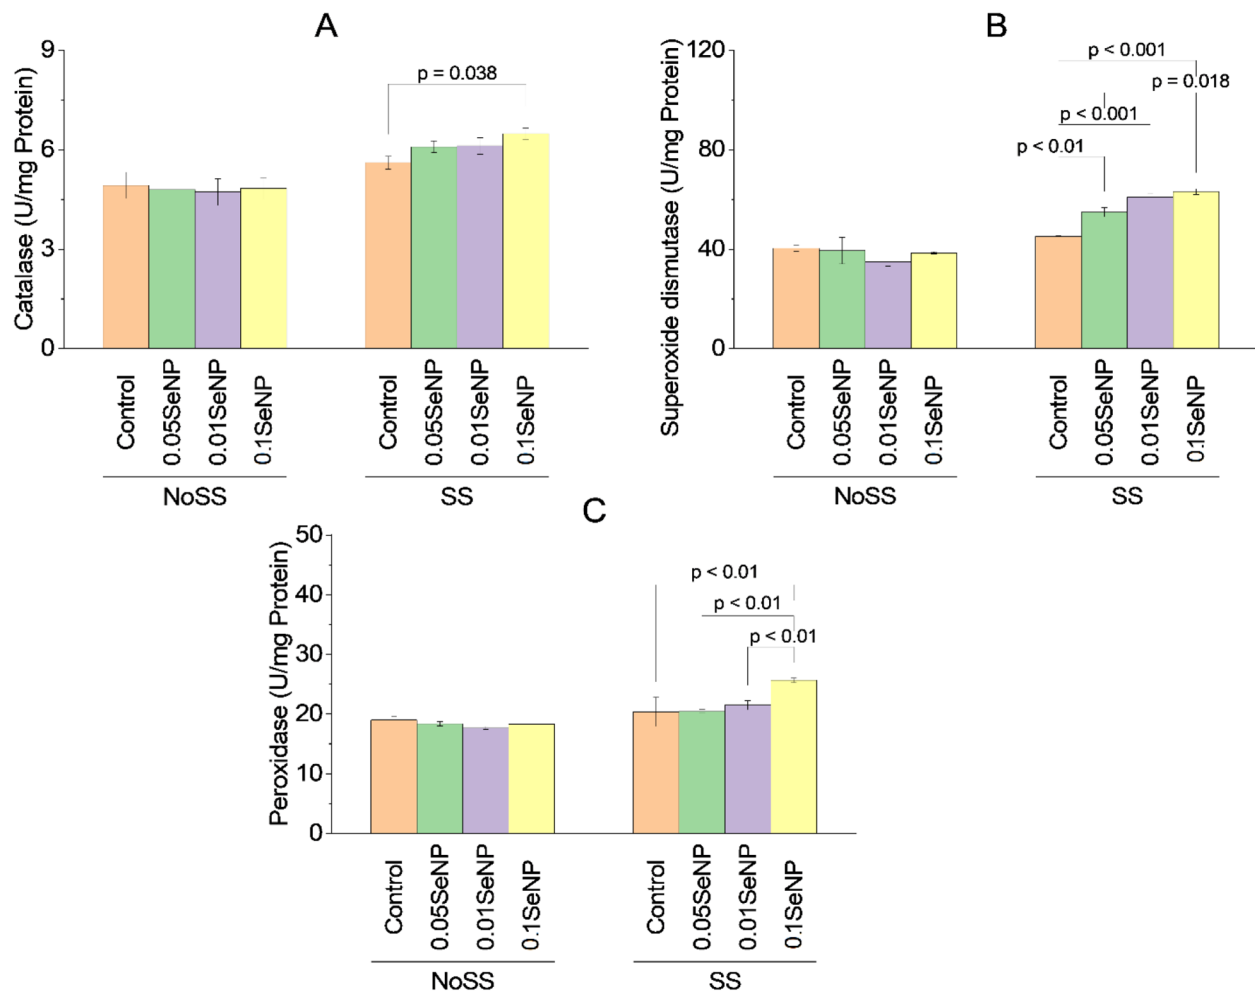 A
Catalase (U/mg Protein)
9
6
3
0
p = 0.038
Control
0.05SeNP
0.01SeNP
0.1SeNP
Control
0.05SeNP
0.01SeNP
0.1SeNP
NoSS
SS
B
Superoxide dismutase (U/mg Protein)
120
80
40
0
p < 0.001
p = 0.018
p < 0.001
p < 0.01
Control
0.05SeNP
0.01SeNP
0.1SeNP
Control
0.05SeNP
0.01SeNP
0.1SeNP
NoSS
SS
C
Peroxidase (U/mg Protein)
50
40
30
20
10
0
p < 0.01
p < 0.01
p < 0.01
Control
0.05SeNP
0.01SeNP
0.1SeNP
Control
0.05SeNP
0.01SeNP
0.1SeNP
NoSS
SS